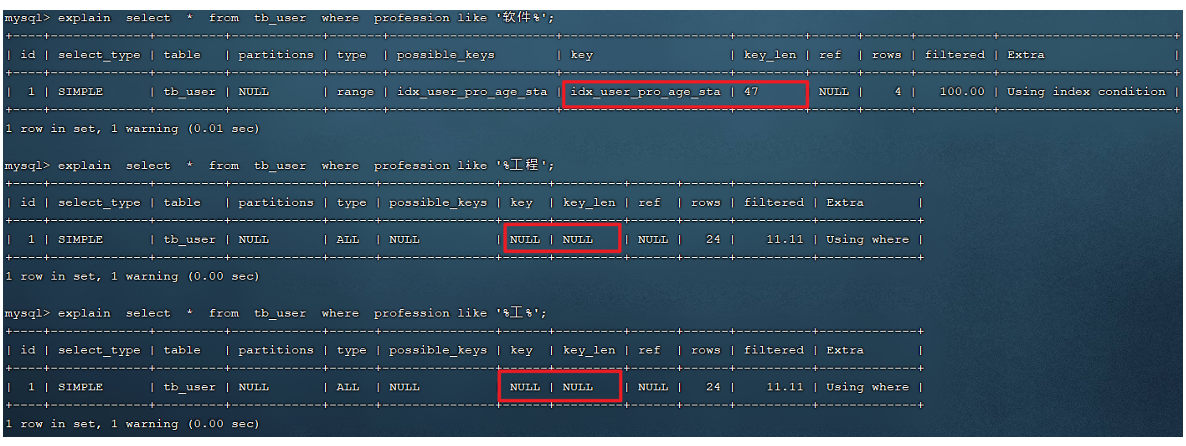 mysql> explain select * from tb_user where profession like '软件%';
+----+-------------+---------+------------+-------+----------------------+----------------------+---------+------+------+----------+-----------------------+
| id | select_type | table | partitions | type | possible_keys | key | key_len | ref | rows | filtered | Extra |
+----+-------------+---------+------------+-------+----------------------+----------------------+---------+------+------+----------+-----------------------+
| 1 | SIMPLE | tb_user | NULL | range | idx_user_pro_age_sta | idx_user_pro_age_sta | 47 | NULL | 4 | 100.00 | Using index condition |
+----+-------------+---------+------------+-------+----------------------+----------------------+---------+------+------+----------+-----------------------+
1 row in set, 1 warning (0.01 sec)
mysql> explain select * from tb_user where profession like '%工程';
+----+-------------+---------+------------+------+---------------+------+---------+------+------+----------+-------------+
| id | select_type | table | partitions | type | possible_keys | key | key_len | ref | rows | filtered | Extra |
+----+-------------+---------+------------+------+---------------+------+---------+------+------+----------+-------------+
| 1 | SIMPLE | tb_user | NULL | ALL | NULL | NULL | NULL | NULL | 24 | 11.11 | Using where |
+----+-------------+---------+------------+------+---------------+------+---------+------+------+----------+-------------+
1 row in set, 1 warning (0.00 sec)
mysql> explain select * from tb_user where profession like '%工%';
+----+-------------+---------+------------+------+---------------+------+---------+------+------+----------+-------------+
| id | select_type | table | partitions | type | possible_keys | key | key_len | ref | rows | filtered | Extra |
+----+-------------+---------+------------+------+---------------+------+---------+------+------+----------+-------------+
| 1 | SIMPLE | tb_user | NULL | ALL | NULL | NULL | NULL | NULL | 24 | 11.11 | Using where |
+----+-------------+---------+------------+------+---------------+------+---------+------+------+----------+-------------+
1 row in set, 1 warning (0.00 sec)